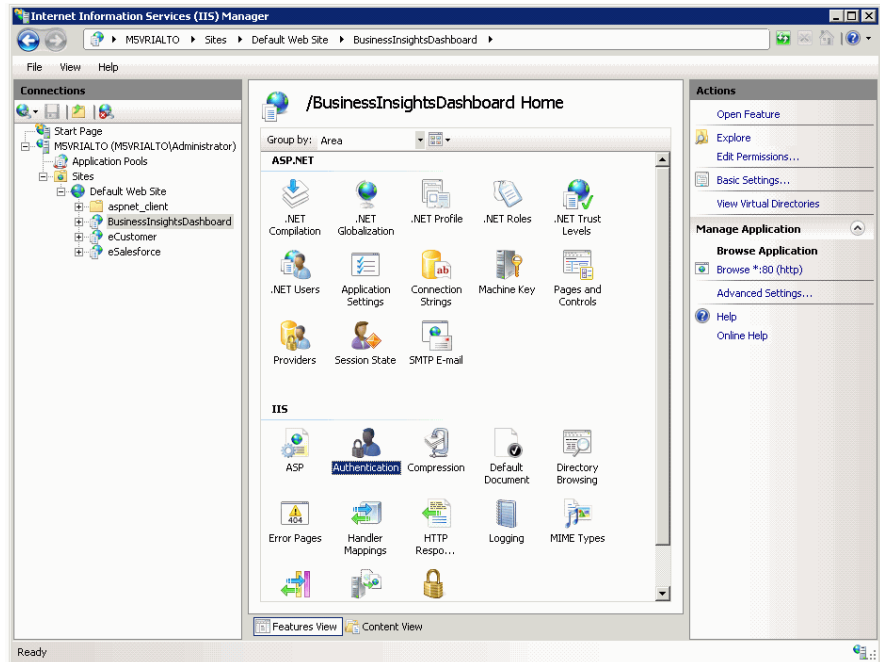 Internet Information Services (IIS) Manager
M5VRIALTO Sites Default Web Site BusinessInsightsDashboard
File View Help
Connections
Start Page
M5VRIALTO (M5VRIALTO\Administrator)
Application Pools
Sites
Default Web Site
aspnet_client
BusinessInsightsDashboard
eCustomer
eSalesforce
/BusinessInsightsDashboard Home
Group by: Area
ASP.NET
.NET Compilation
.NET Globalization
.NET Profile
.NET Roles
.NET Trust Levels
.NET Users
Application Settings
Connection Strings
Machine Key
Pages and Controls
Providers
Session State
SMTP E-mail
IIS
ASP
Authentication
Compression
Default Document
Directory Browsing
Error Pages
Handler Mappings
HTTP Respo...
Logging
MIME Types
Features View
Content View
Actions
Open Feature
Explore
Edit Permissions...
Basic Settings...
View Virtual Directories
Manage Application
Browse Application
Browse *:80 (http)
Advanced Settings...
Help
Online Help
Ready